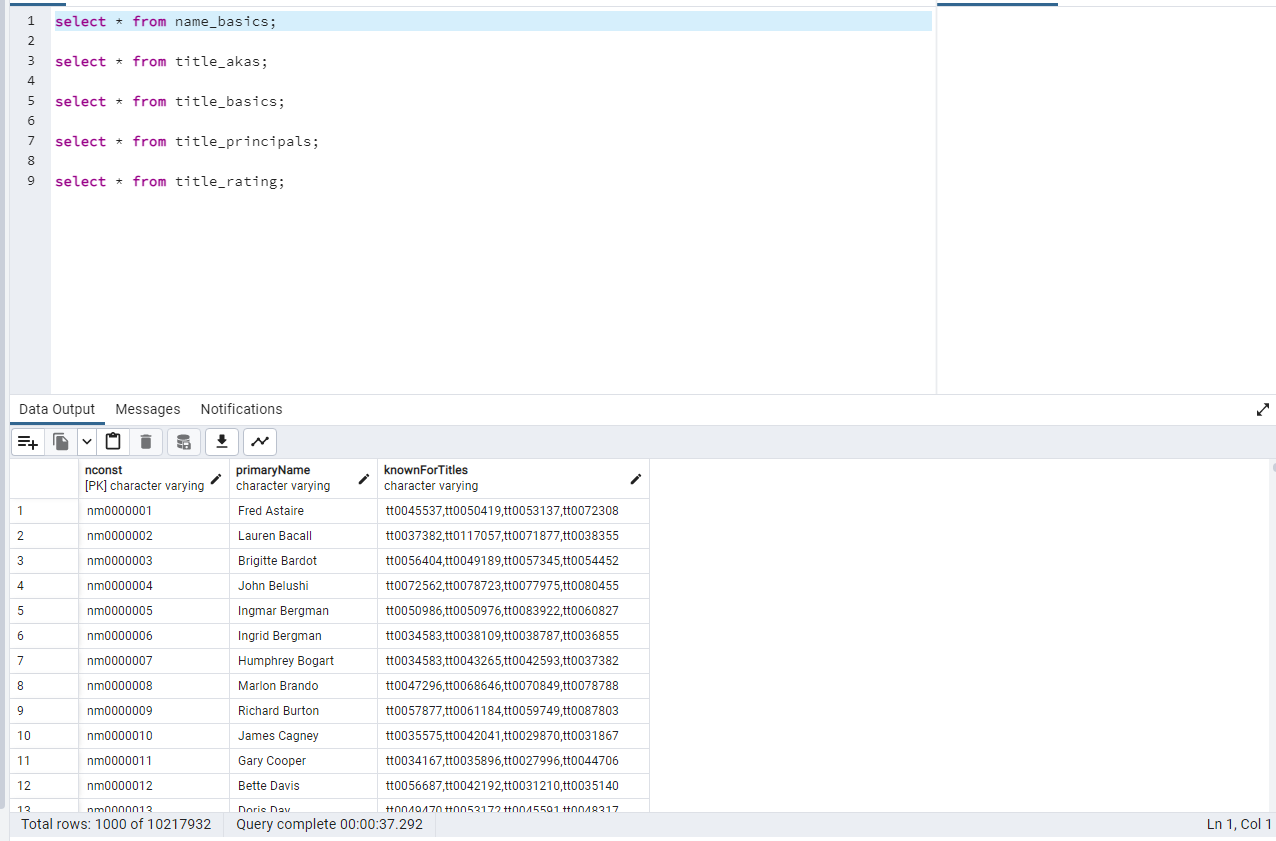 1 select * from name_basics;
2
3 select * from title_akas;
4
5 select * from title_basics;
6
7 select * from title_principals;
8
9 select * from title_rating;
Data Output Messages Notifications
nconst primaryName knownForTitles
[PK] character varying character varying character varying
1 nm0000001 Fred Astaire tt0045537,tt0050419,tt0053137,tt0072308
2 nm0000002 Lauren Bacall tt0037382,tt0117057,tt0071877,tt0038355
3 nm0000003 Brigitte Bardot tt0056404,tt0049189,tt0057345,tt0054452
4 nm0000004 John Belushi tt0072562,tt0078723,tt0077975,tt0080455
5 nm0000005 Ingmar Bergman tt0050986,tt0050976,tt0083922,tt0060827
6 nm0000006 Ingrid Bergman tt0034583,tt0038109,tt0038787,tt0036855
7 nm0000007 Humphrey Bogart tt0034583,tt0043265,tt0042593,tt0037382
8 nm0000008 Marlon Brando tt0047296,tt0068646,tt0070849,tt0078788
9 nm0000009 Richard Burton tt0057877,tt0061184,tt0059749,tt0087803
10 nm0000010 James Cagney tt0035575,tt0042041,tt0029870,tt0031867
11 nm0000011 Gary Cooper tt0034167,tt0035896,tt0027996,tt0044706
12 nm0000012 Bette Davis tt0056687,tt0042192,tt0031210,tt0035140
13 nm0000013 Doris Day tt0049470,tt0053172,tt0045591,tt0048317
Total rows: 1000 of 10217932 Query complete 00:00:37.292 Ln 1, Col 1